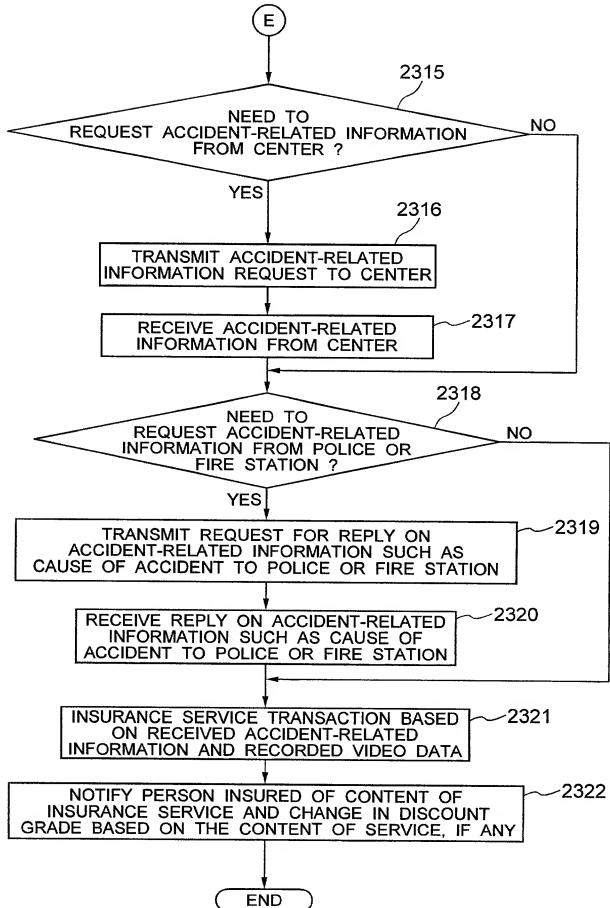 E
2315
NEED TO
REQUEST ACCIDENT-RELATED INFORMATION
FROM CENTER ?
NO
YES
2316
TRANSMIT ACCIDENT-RELATED
INFORMATION REQUEST TO CENTER
2317
RECEIVE ACCIDENT-RELATED
INFORMATION FROM CENTER
2318
NEED TO
REQUEST ACCIDENT-RELATED
INFORMATION FROM POLICE OR
FIRE STATION ?
NO
YES
2319
TRANSMIT REQUEST FOR REPLY ON
ACCIDENT-RELATED INFORMATION SUCH AS
CAUSE OF ACCIDENT TO POLICE OR FIRE STATION
2320
RECEIVE REPLY ON ACCIDENT-RELATED
INFORMATION SUCH AS CAUSE OF
ACCIDENT TO POLICE OR FIRE STATION
2321
INSURANCE SERVICE TRANSACTION BASED
ON RECEIVED ACCIDENT-RELATED
INFORMATION AND RECORDED VIDEO DATA
2322
NOTIFY PERSON INSURED OF CONTENT OF
INSURANCE SERVICE AND CHANGE IN DISCOUNT
GRADE BASED ON THE CONTENT OF SERVICE, IF ANY
END